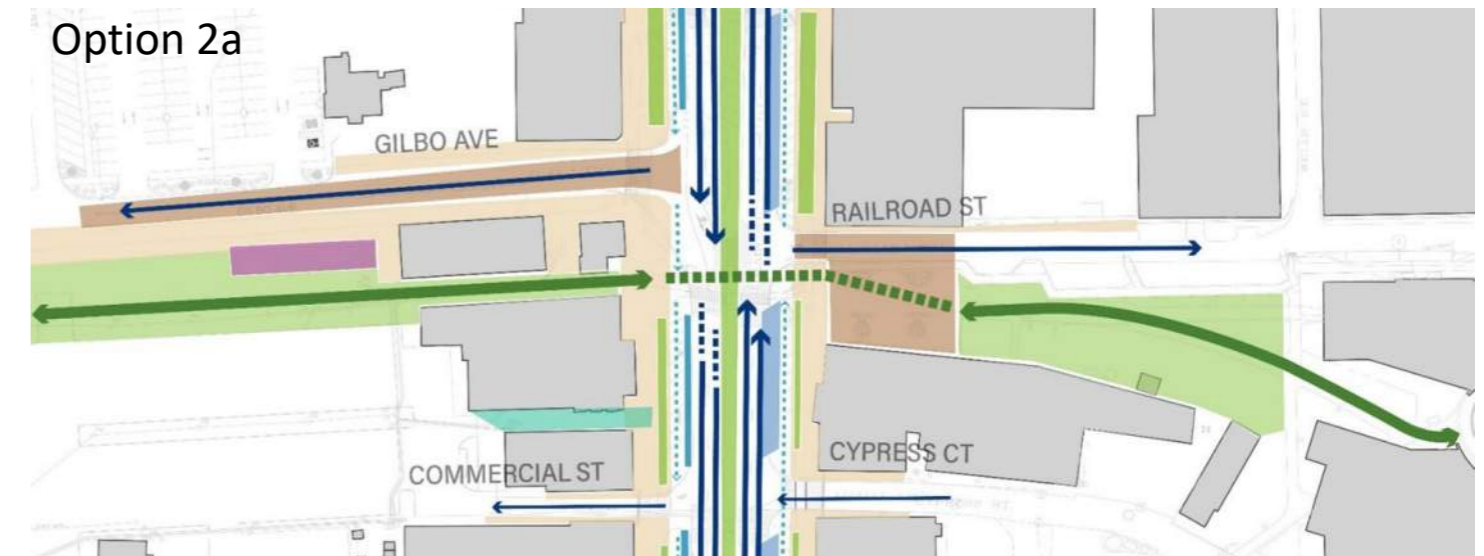 Option 2a
GILBO AVE
RAILROAD ST
COMMERCIAL ST
CYPRESS CT